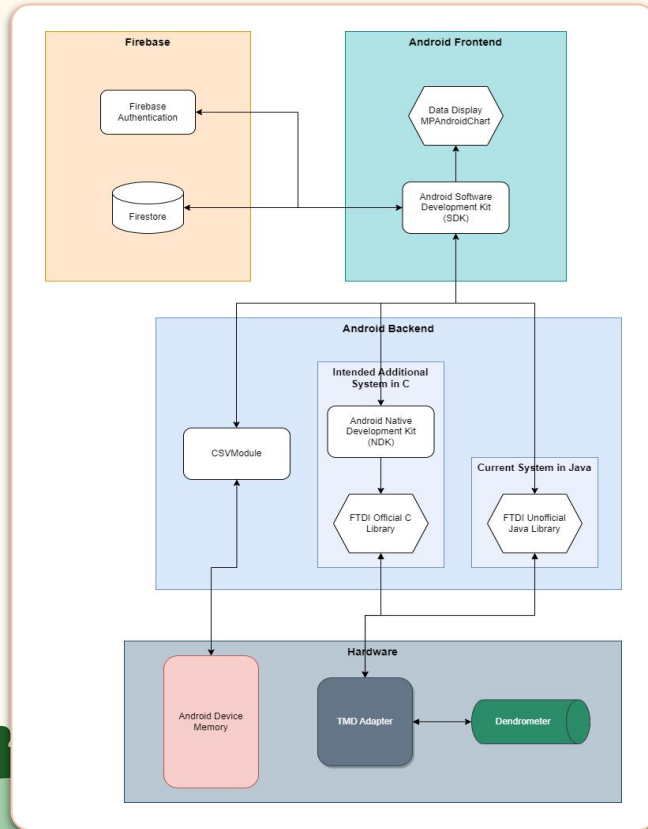 Firebase
Android Frontend
Firebase
Authentication
Data Display
MPAndroidChart
Firestore
Android Software
Development Kit
(SDK)
Android Backend
Intended Additional
System in C
Android Native
Development Kit
(NDK)
CSVModule
Current System in Java
FTDI Official C
Library
FTDI Unofficial
Java Library
Hardware
Android Device
Memory
TMD Adapter
Dendrometer